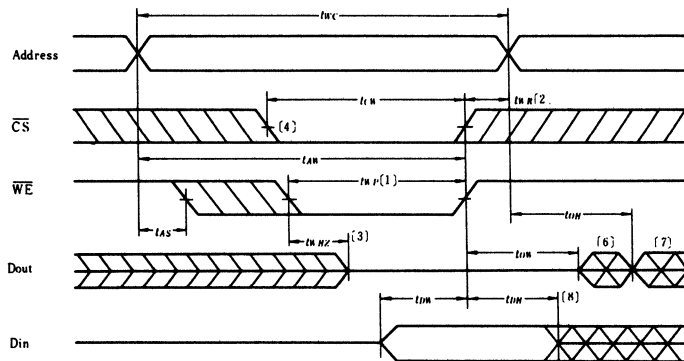 tWC
Address
tCW
tWR(2.
CS
(4)
tAW
WE
tWP(1)
tAS
tWHZ
(3)
tOH
tOW
(6)
(7)
Dout
tDW
tDH
(8)
Din